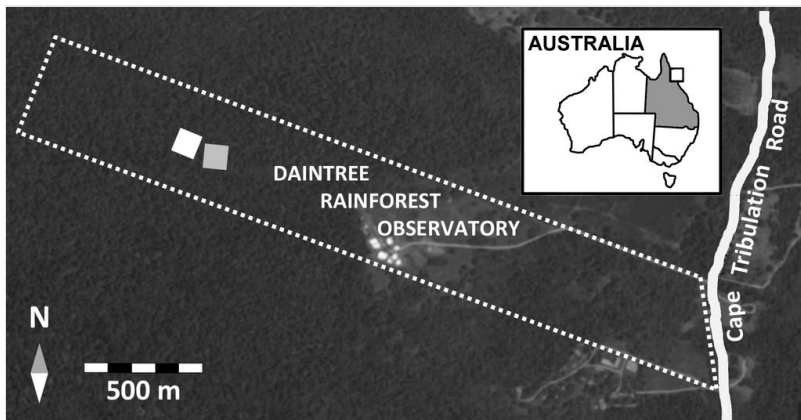 AUSTRALIA
DAINTREE
RAINFOREST
OBSERVATORY
Cape Tribulation Road
N
500 m